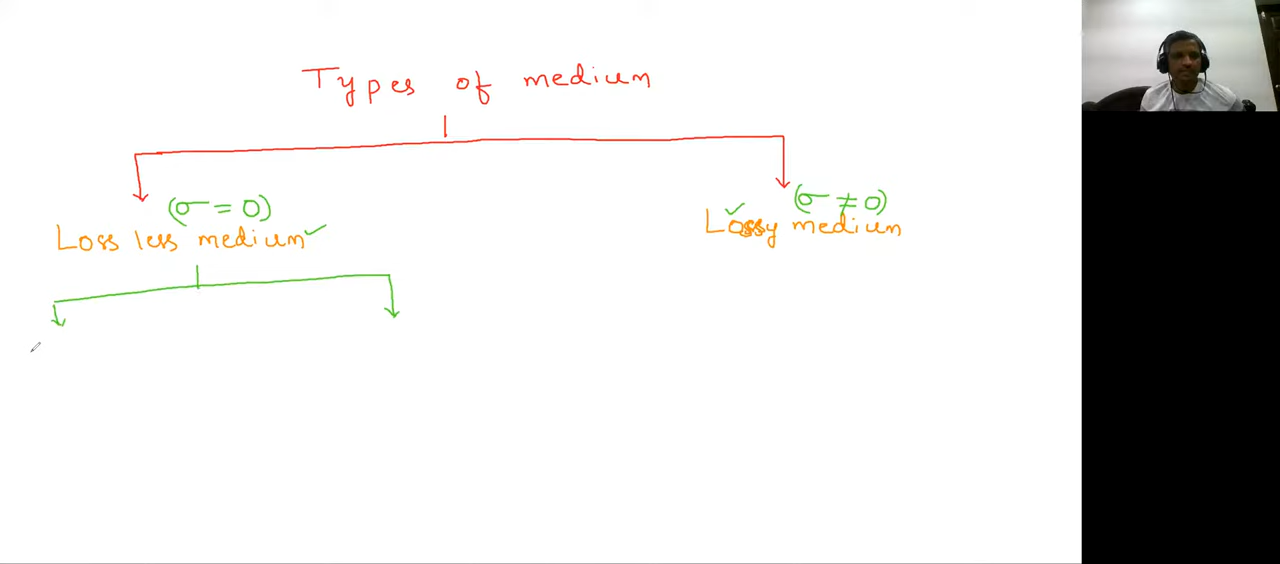 Types of medium
(σ = 0)
(σ ≠ 0)
Loss less medium
Lossy medium